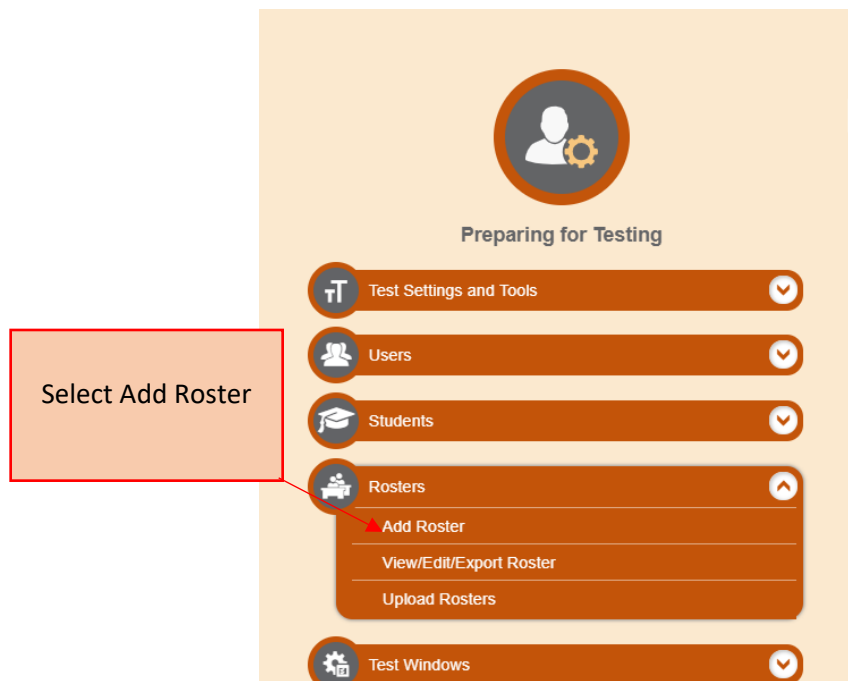 Preparing for Testing
Test Settings and Tools
Users
Select Add Roster
Students
Rosters
Add Roster
View/Edit/Export Roster
Upload Rosters
Test Windows